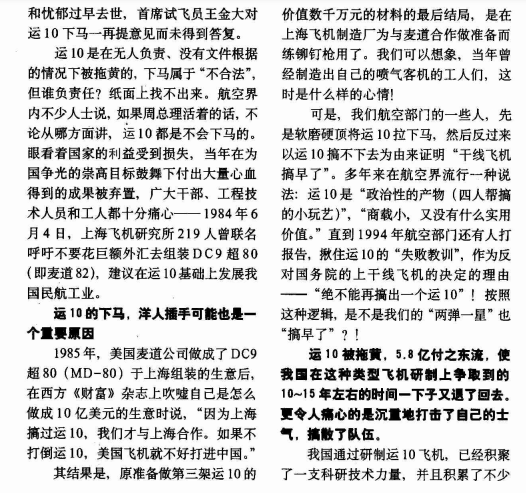 和忧郁过早去世，首席试飞员王金大对
运10下马一再提意见而未得到答复。
运10是在无人负责、没有文件根据
的情况下被拖黄的，下马属于“不合法”，
但谁负责任？纸面上找不出来。航空界
内不少人士说，如果周总理活着的话，不
论从哪方面讲，运10都是不会下马的。
眼看着国家的利益受到损失，当年在为
国争光的崇高目标鼓舞下付出大量心血
得到的成果被弃置，广大干部、工程技
术人员和工人都十分痛心——1984年6
月4日，上海飞机研究所219人曾联名
呼吁不要花巨额外汇去组装DC9超80
(即麦道82)，建议在运10基础上发展我
国民航工业。
运10的下马，洋人插手可能也是一
个重要原因
1985年，美国麦道公司做成了DC9
超80（MD-80）于上海组装的生意后，
在西方《财富》杂志上吹嘘自己是怎么
做成10亿美元的生意时说，“因为上海
搞过运10，我们才与上海合作。如果不
打倒运10，美国飞机就不好打进中国。”
其结果是，原准备做第三架运10的
价值数千万元的材料的最后结局，是在
上海飞机制造厂为与麦道合作做准备而
练铆钉枪用了。我们可以想象，当年曾
经制造出自己的喷气客机的工人们，这
时是什么样的心情!
可是，我们航空部门的一些人，先
是软磨硬顶将运10拉下马，然后反过来
以运10搞不下去为由来证明“干线飞机
搞早了”。多年来在航空界流行一种说
法：运10是“政治性的产物（四人帮搞
的小玩艺）”，“商载小，又没有什么实用
价值。”直到1994年航空部门还有人打
报告，揪住运10的“失败教训”，作为反
对国务院的上干线飞机的决定的理由
——“绝不能再搞出一个运10”！按照
这种逻辑，是不是我们的“两弹一星”也
“搞早了”？！
运10被拖黄，5.8亿付之东流，使
我国在这种类型飞机研制上争取到的
10~15年左右的时间一下子又退了回去。
更令人痛心的是沉重地打击了自己的士
气，搞散了队伍。
我国通过研制运10飞机，已经积聚
了一支科研技术力量，并且积累了不少